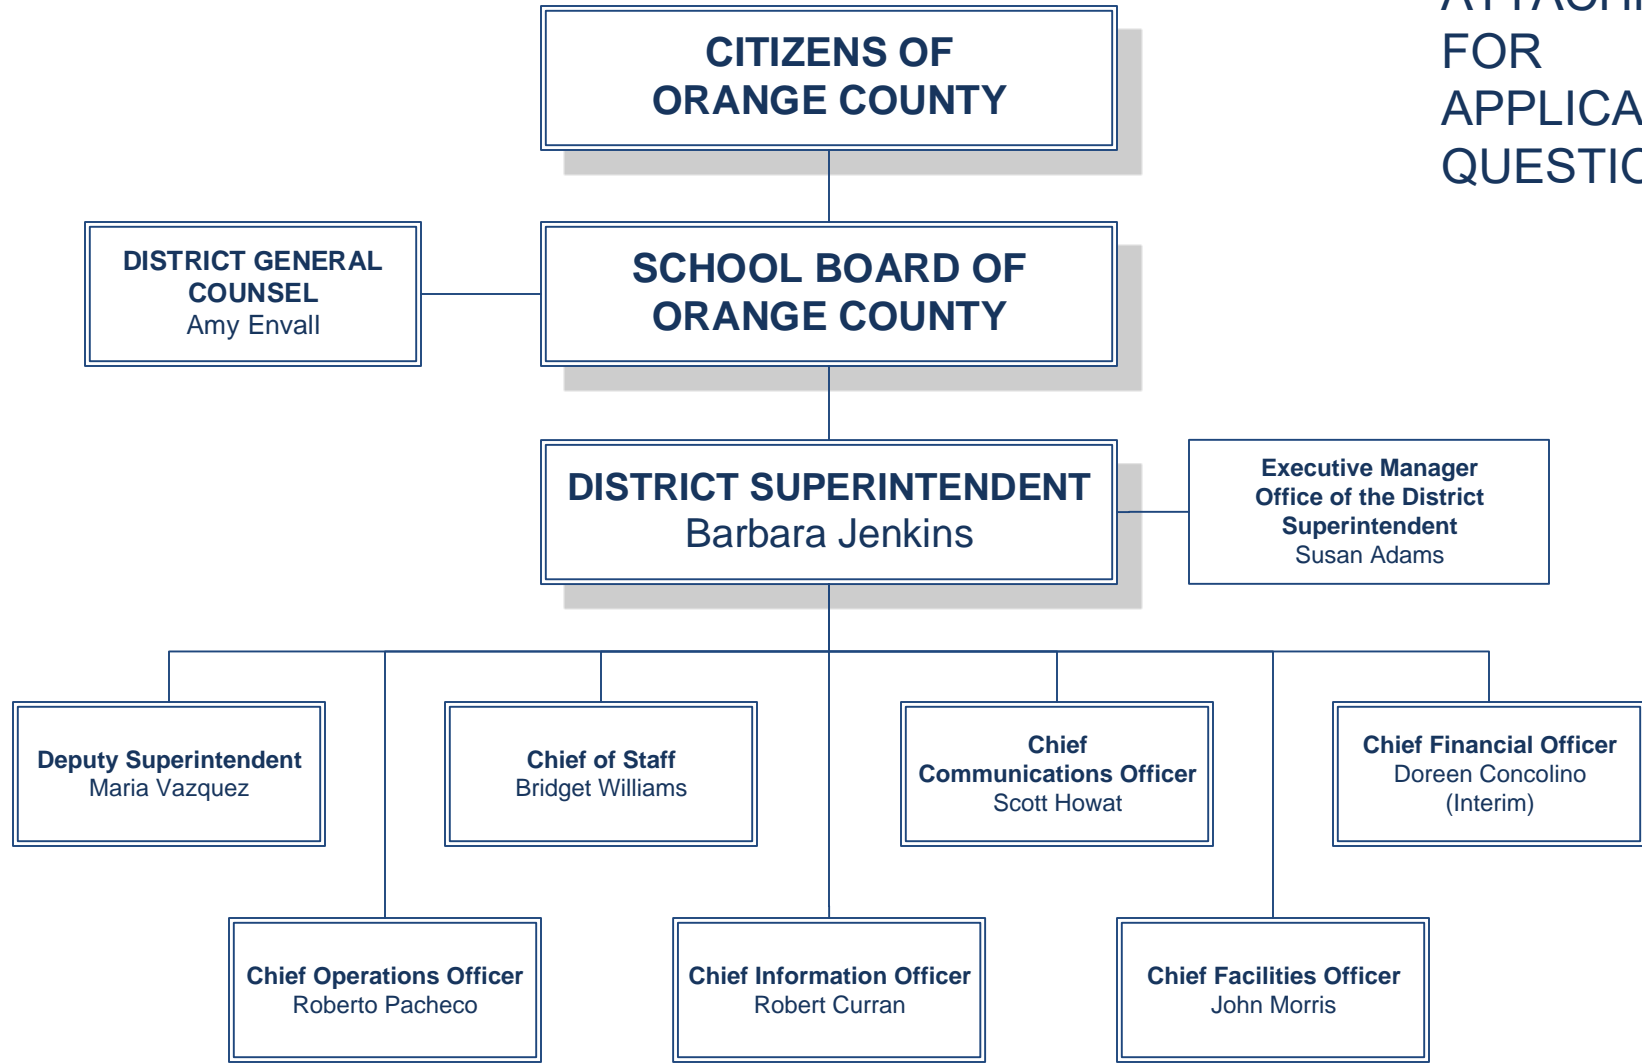 FOR
CITIZENS OF
ORANGE COUNTY
DISTRICT GENERAL
COUNSEL
Amy Envall
SCHOOL BOARD OF
ORANGE COUNTY
DISTRICT SUPERINTENDENT
Barbara Jenkins
Executive Manager
Office of the District
Superintendent
Susan Adams
Deputy Superintendent
Maria Vazquez
Chief of Staff
Bridget Williams
Chief
Communications Officer
Scott Howat
Chief Financial Officer
Doreen Concolino
(Interim)
Chief Operations Officer
Roberto Pacheco
Chief Information Officer
Robert Curran
Chief Facilities Officer
John Morris